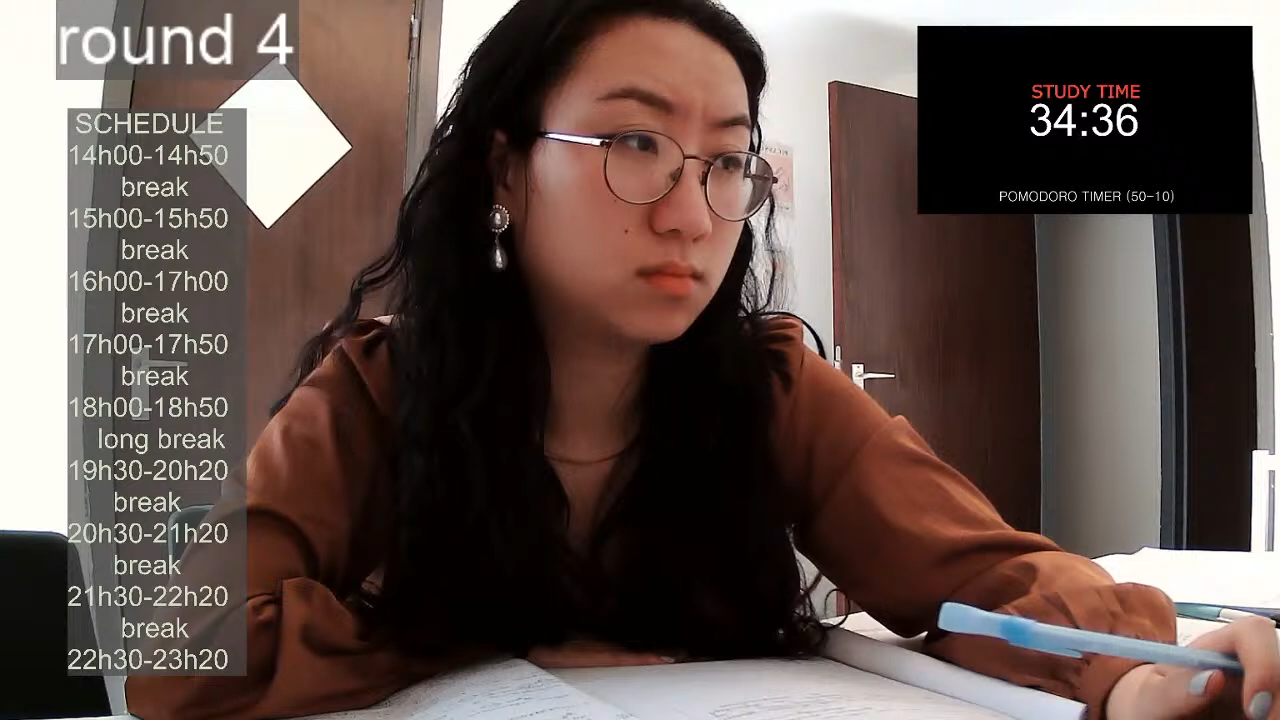 round 4
SCHEDULE
14h00-14h50
break
15h00-15h50
break
16h00-17h00
break
17h00-17h50
break
18h00-18h50
long break
19h30-20h20
break
20h30-21h20
break
21h30-22h20
break
22h30-23h20
STUDY TIME
34:36
POMODORO TIMER (50-10)